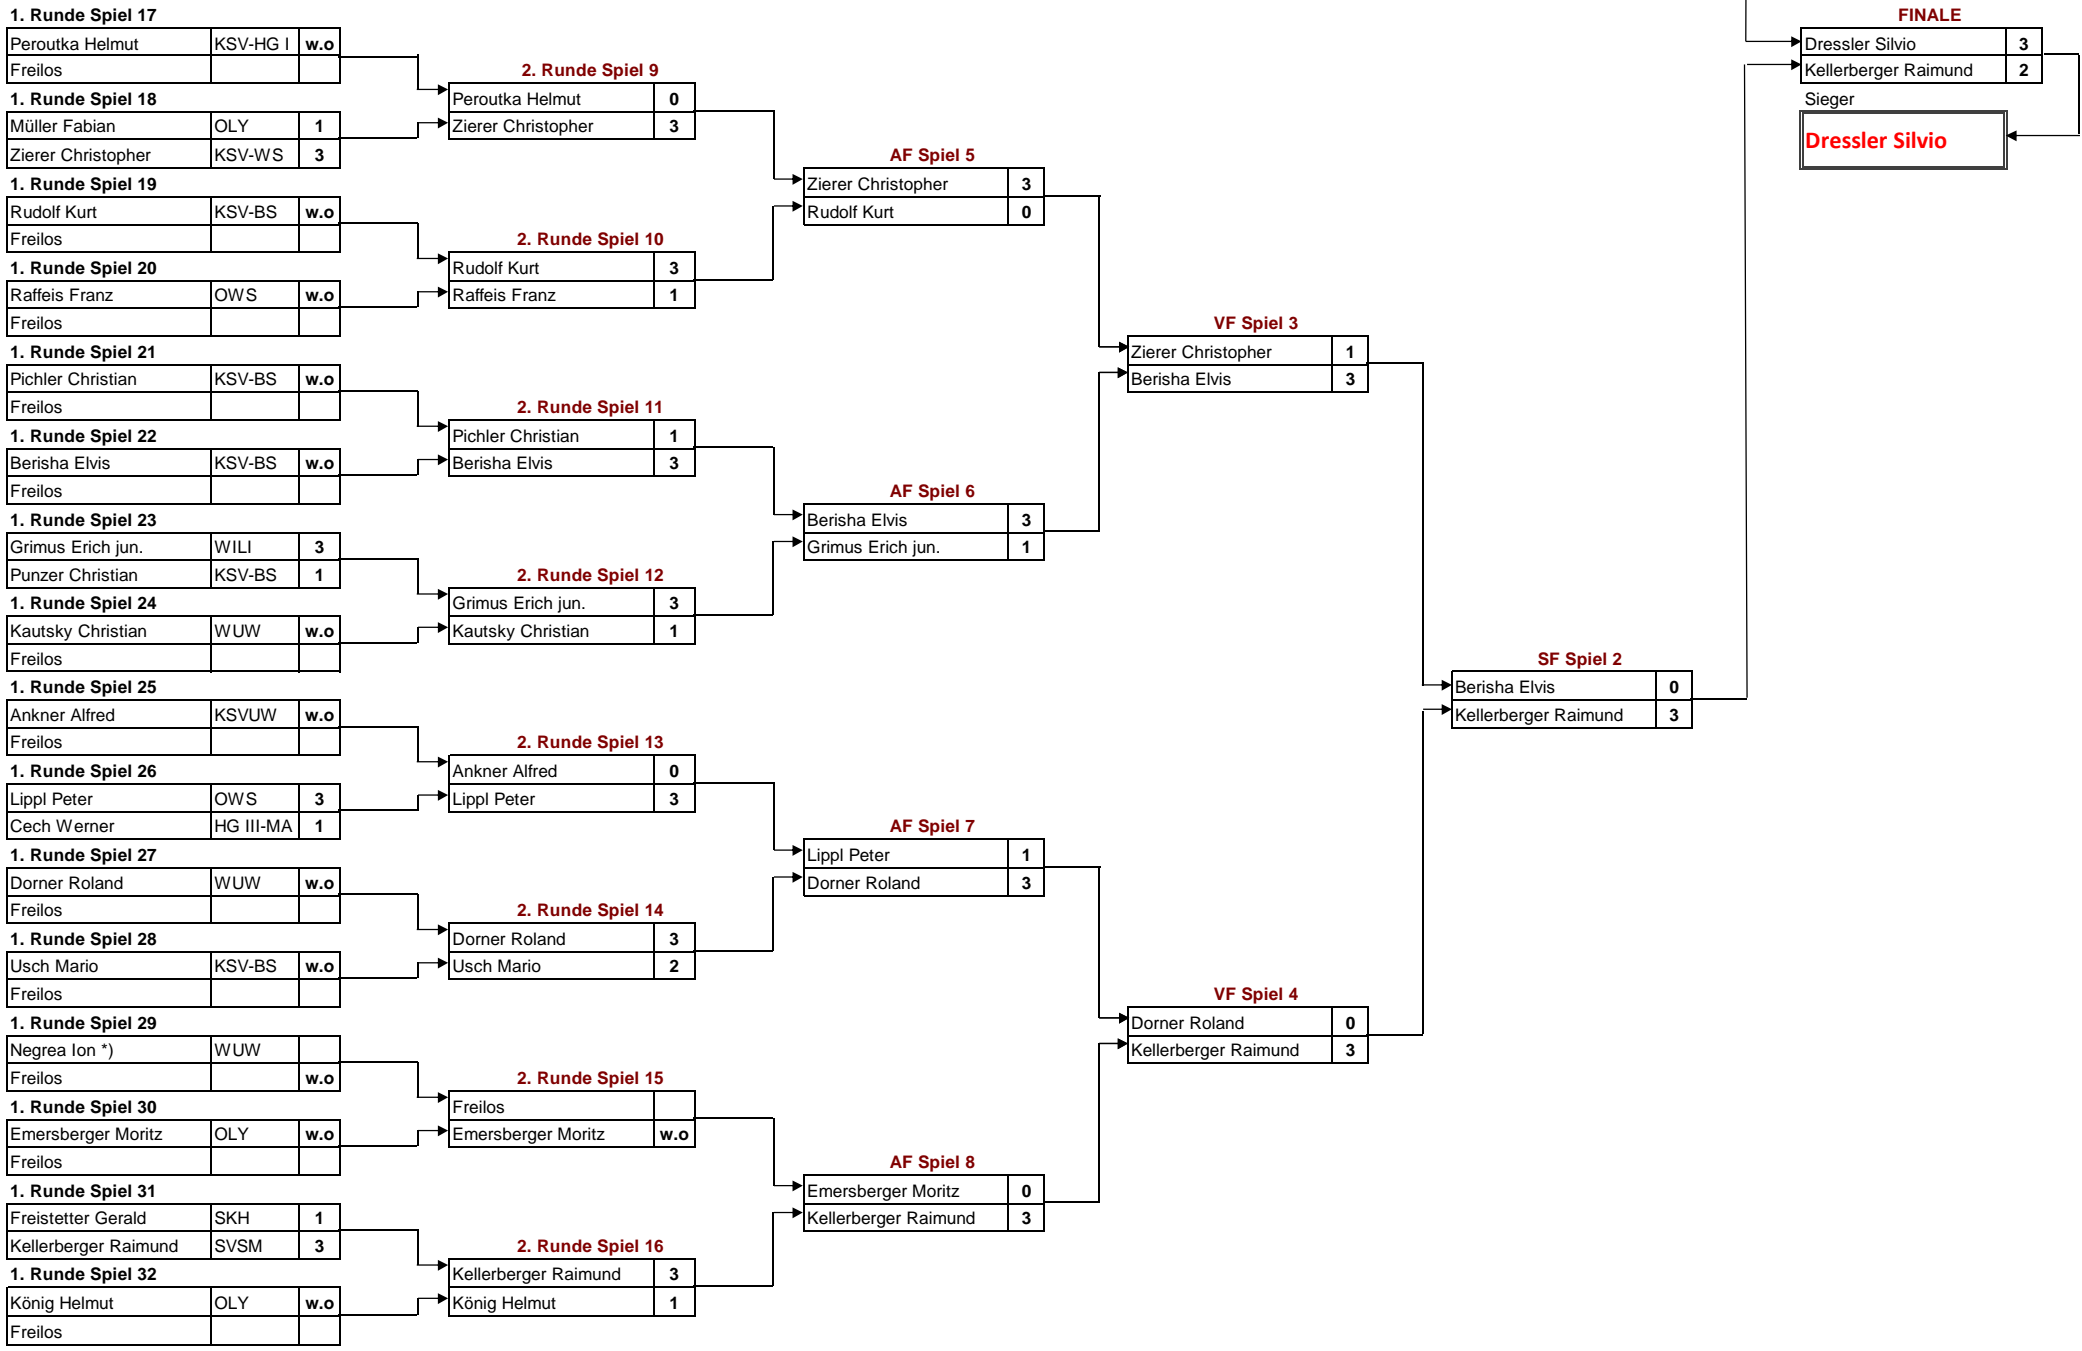 1. Runde Spiel 17
Peroutka Helmut KSV-HG I w.o
Freilos
1. Runde Spiel 18
Müller Fabian OLY 1
Zierer Christopher KSV-WS 3
1. Runde Spiel 19
Rudolf Kurt KSV-BS w.o
Freilos
1. Runde Spiel 20
Raffeis Franz OWS w.o
Freilos
1. Runde Spiel 21
Pichler Christian KSV-BS w.o
Freilos
1. Runde Spiel 22
Berisha Elvis KSV-BS w.o
Freilos
1. Runde Spiel 23
Grimus Erich jun. WILI 3
Punzer Christian KSV-BS 1
1. Runde Spiel 24
Kautsky Christian WUW w.o
Freilos
1. Runde Spiel 25
Ankner Alfred KSVUW w.o
Freilos
1. Runde Spiel 26
Lippl Peter OWS 3
Cech Werner HG III-MA 1
1. Runde Spiel 27
Dorner Roland WUW w.o
Freilos
1. Runde Spiel 28
Usch Mario KSV-BS w.o
Freilos
1. Runde Spiel 29
Negrea Ion *) WUW
Freilos w.o
1. Runde Spiel 30
Emersberger Moritz OLY w.o
Freilos
1. Runde Spiel 31
Freistetter Gerald SKH 1
Kellerberger Raimund SVSM 3
1. Runde Spiel 32
König Helmut OLY w.o
Freilos
2. Runde Spiel 9
Peroutka Helmut 0
Zierer Christopher 3
2. Runde Spiel 10
Rudolf Kurt 3
Raffeis Franz 1
2. Runde Spiel 11
Pichler Christian 1
Berisha Elvis 3
2. Runde Spiel 12
Grimus Erich jun. 3
Kautsky Christian 1
2. Runde Spiel 13
Ankner Alfred 0
Lippl Peter 3
2. Runde Spiel 14
Dorner Roland 3
Usch Mario 2
2. Runde Spiel 15
Freilos
Emersberger Moritz w.o
2. Runde Spiel 16
Kellerberger Raimund 3
König Helmut 1
AF Spiel 5
Zierer Christopher 3
Rudolf Kurt 0
AF Spiel 6
Berisha Elvis 3
Grimus Erich jun. 1
AF Spiel 7
Lippl Peter 1
Dorner Roland 3
AF Spiel 8
Emersberger Moritz 0
Kellerberger Raimund 3
VF Spiel 3
Zierer Christopher 1
Berisha Elvis 3
VF Spiel 4
Dorner Roland 0
Kellerberger Raimund 3
SF Spiel 2
Berisha Elvis 0
Kellerberger Raimund 3
FINALE
Dressler Silvio 3
Kellerberger Raimund 2
Sieger
Dressler Silvio